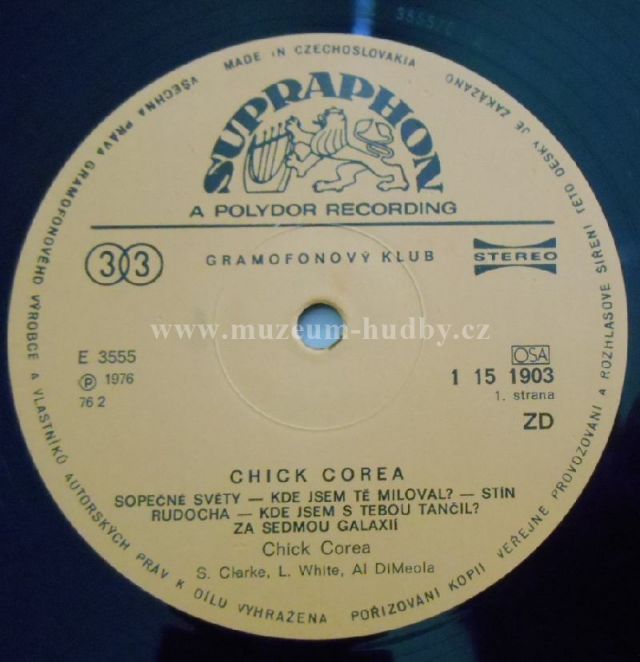 3555/C
VŠECHNA PRÁVA GRAMOFONOVÉHO VÝROBCE A VLASTNÍKŮ AUTORSKÝCH PRÁV K DÍLU VYHRAŽENA
POŘIZOVÁNÍ KOPIÍ VEŘEJNÉ PROVOZOVÁNÍ A ROZHLASOVÉ ŠÍŘENÍ TÉTO DESKY JE ZAKÁZÁNO
MADE IN CZECHOSLOVAKIA
SUPRAPHON
A POLYDOR RECORDING
33
GRAMOFONOVÝ KLUB
STEREO
www.muzeum-hudby.cz
E 3555
OSA
℗ 1976
1 15 1903
76 2
1. strana
ZD
CHICK COREA
SOPEČNÉ SVĚTY — KDE JSEM TĚ MILOVAL? — STÍN
RUDOCHA — KDE JSEM S TEBOU TANČIL?
ZA SEDMOU GALAXIÍ
Chick Corea
S. Clarke, L. White, Al DiMeola